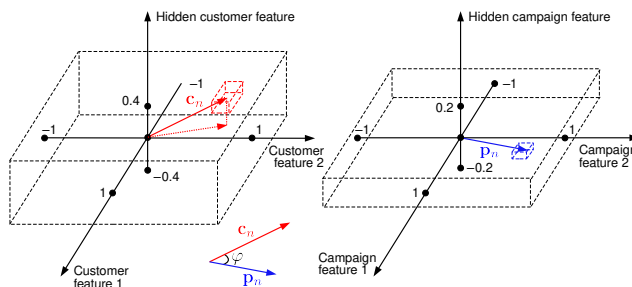 Hidden customer feature
−1
0.4
c_n
−1
1
Customer
feature 2
−0.4
1
Customer
feature 1
c_n
φ
p_n
Hidden campaign feature
−1
0.2
−1
1
p_n
Campaign
feature 2
−0.2
1
Campaign
feature 1